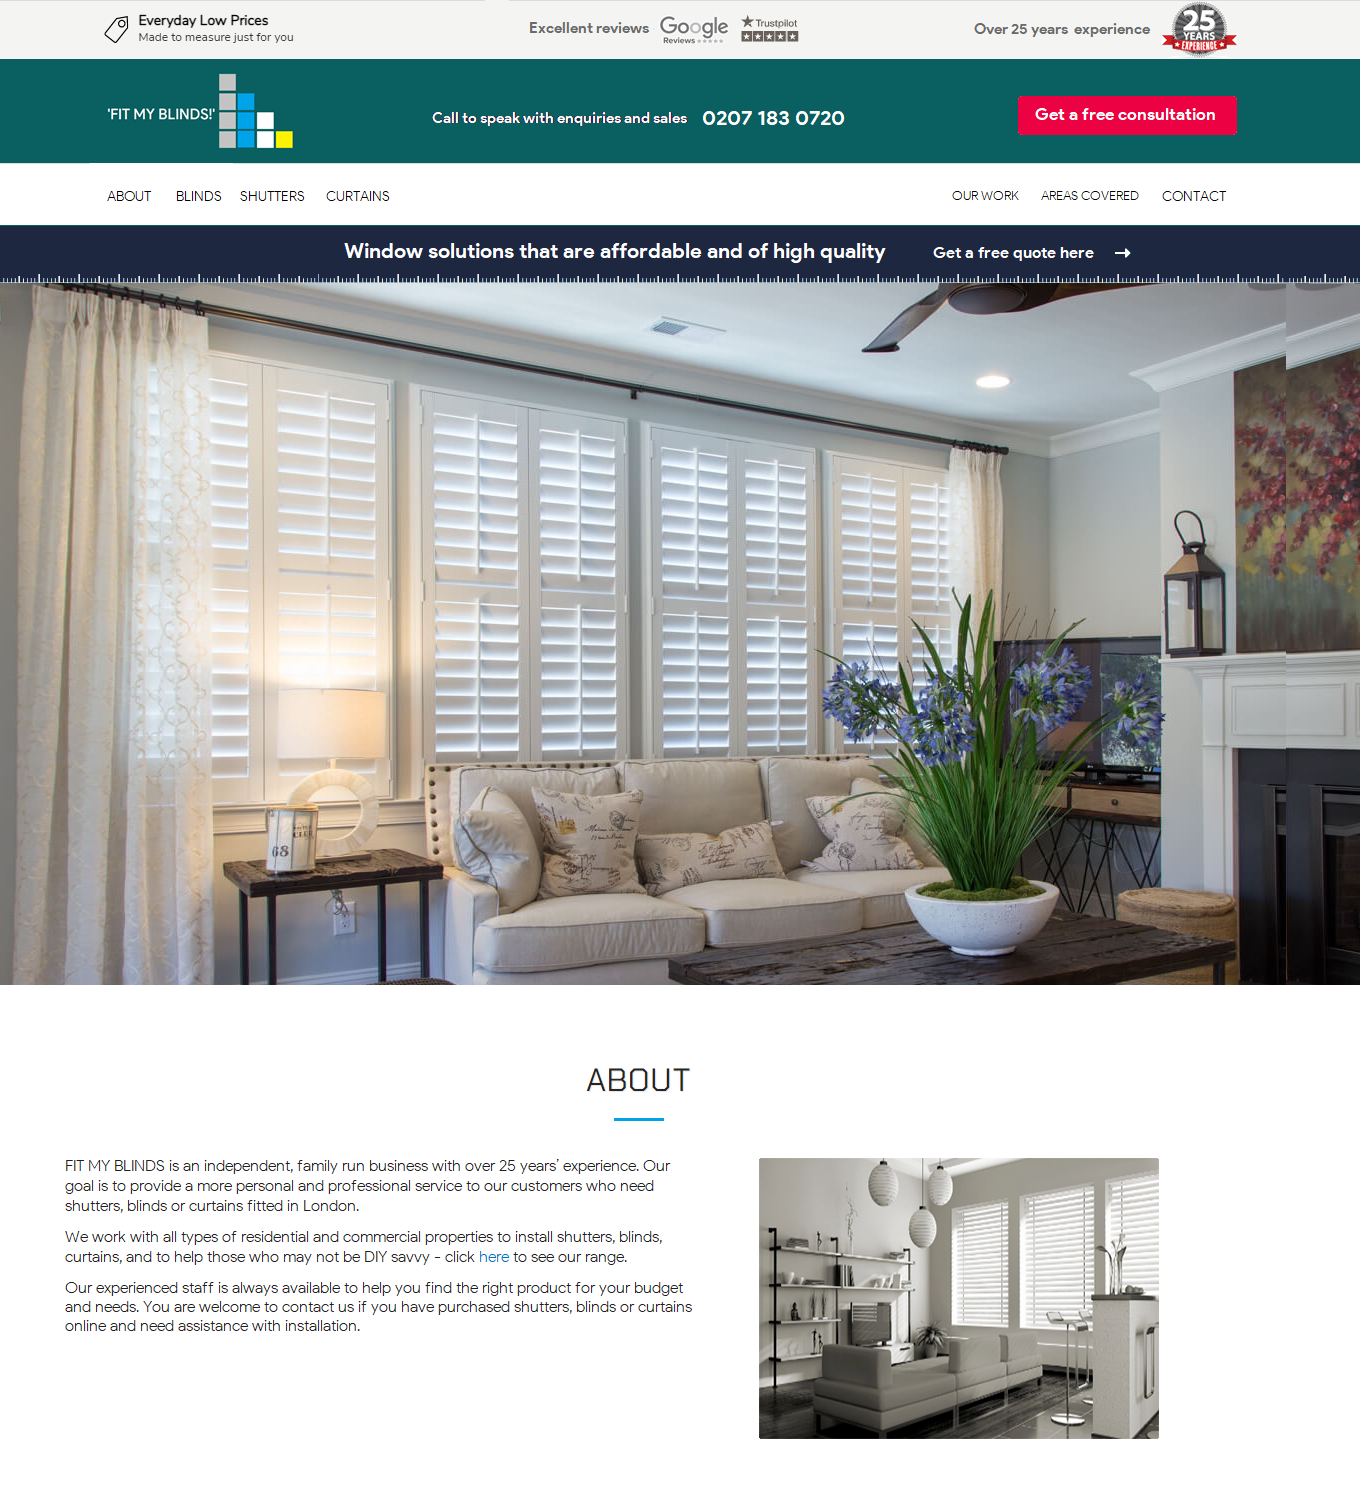 Everyday Low Prices
Made to measure just for you
Excellent reviews
Google
Reviews
Trustpilot
Over 25 years experience
25
YEARS
EXPERIENCE
'FIT MY BLINDS!'
Call to speak with enquiries and sales 0207 183 0720
Get a free consultation
ABOUT BLINDS SHUTTERS CURTAINS
OUR WORK AREAS COVERED CONTACT
Window solutions that are affordable and of high quality
Get a free quote here →
68
ABOUT
FIT MY BLINDS is an independent, family run business with over 25 years' experience. Our
goal is to provide a more personal and professional service to our customers who need
shutters, blinds or curtains fitted in London.
We work with all types of residential and commercial properties to install shutters, blinds,
curtains, and to help those who may not be DIY savvy - click here to see our range.
Our experienced staff is always available to help you find the right product for your budget
and needs. You are welcome to contact us if you have purchased shutters, blinds or curtains
online and need assistance with installation.